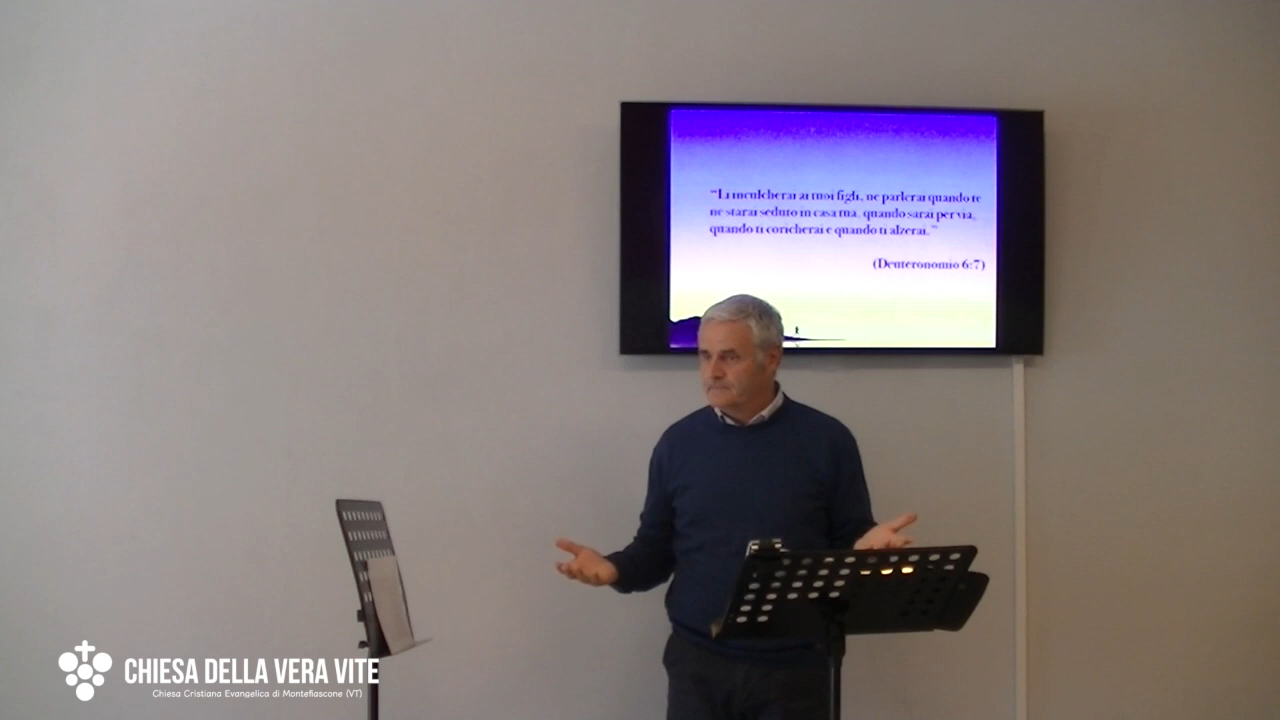 “Li inculcherai ai tuoi figli, ne parlerai quando te
ne starai seduto in casa tua, quando sarai per via,
quando ti coricherai e quando ti alzerai.”
(Deuteronomio 6:7)
CHIESA DELLA VERA VITE
Chiesa Cristiana Evangelica di Montefiascone (VT)